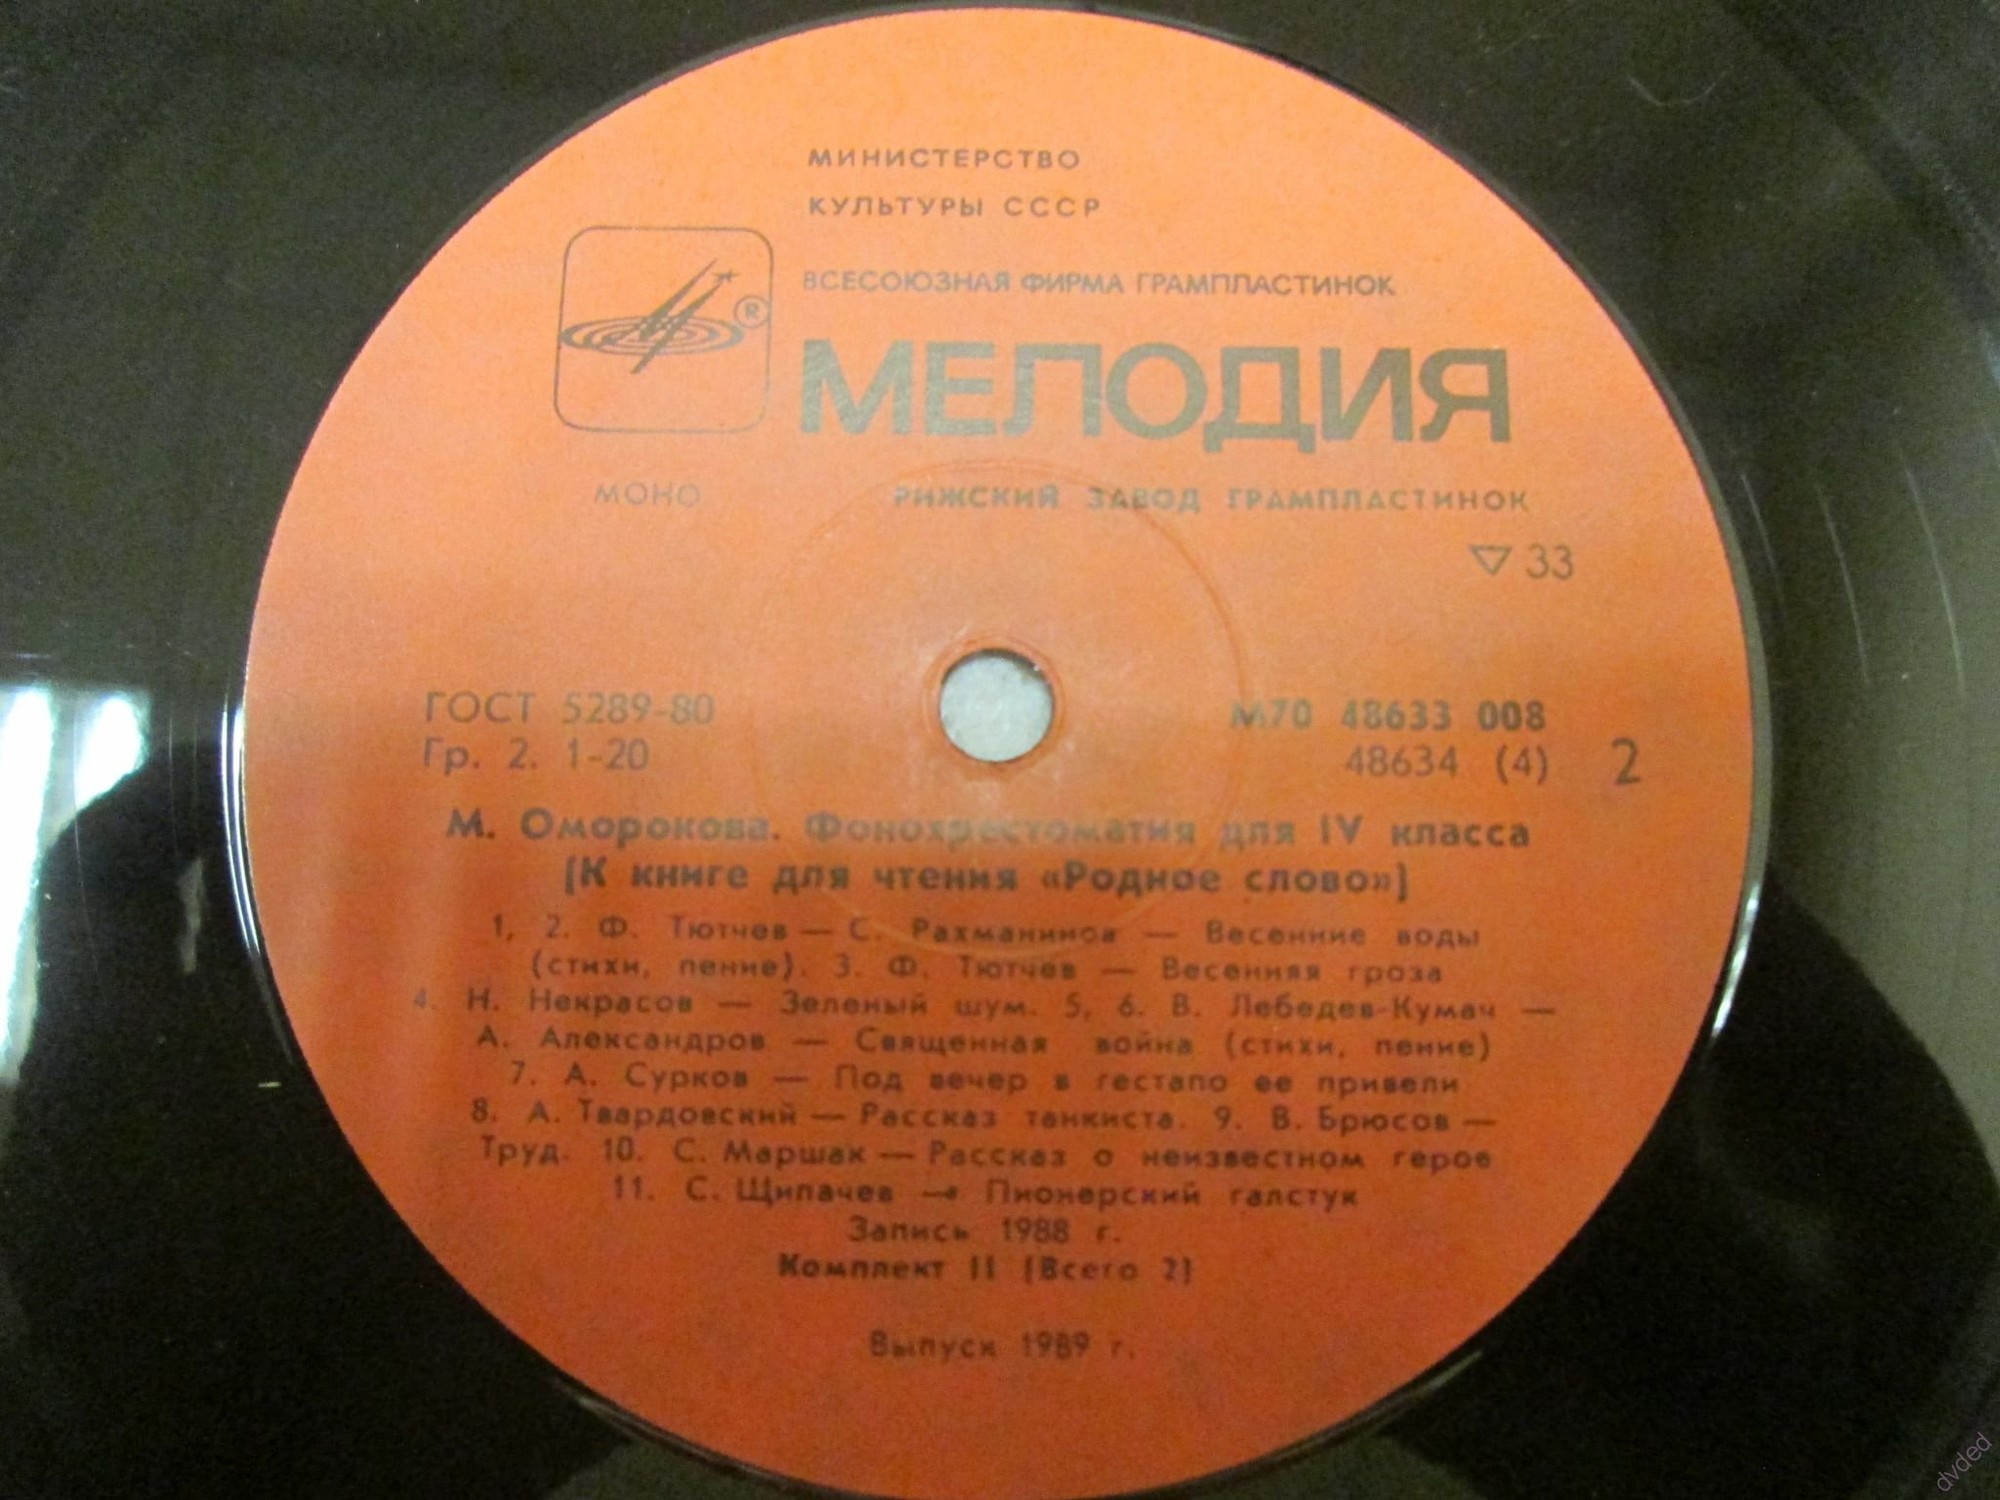 МИНИСТЕРСТВО
КУЛЬТУРЫ СССР
ВСЕСОЮЗНАЯ ФИРМА ГРАМПЛАСТИНОК
®
МЕЛОДИЯ
МОНО РИЖСКИЙ ЗАВОД ГРАМПЛАСТИНОК
▽ 33
ГОСТ 5289-80 М70 48633 008
Гр. 2. 1-20 48634 (4) 2
М. Оморокова. Фонохрестоматия для IV класса
[К книге для чтения «Родное слово»]
1, 2. Ф. Тютчев — С. Рахманинов — Весенние воды
(стихи, пение). 3. Ф. Тютчев — Весенняя гроза
4. Н. Некрасов — Зеленый шум. 5, 6. В. Лебедев-Кумач —
А. Александров — Священная война (стихи, пение)
7. А. Сурков — Под вечер в гестапо ее привели
8. А. Твардовский — Рассказ танкиста. 9. В. Брюсов —
Труд. 10. С. Маршак — Рассказ о неизвестном герое
11. С. Щипачев — Пионерский галстук
Запись 1988 г.
Комплект II [Всего 2]
Выпуск 1989 г.
dvded